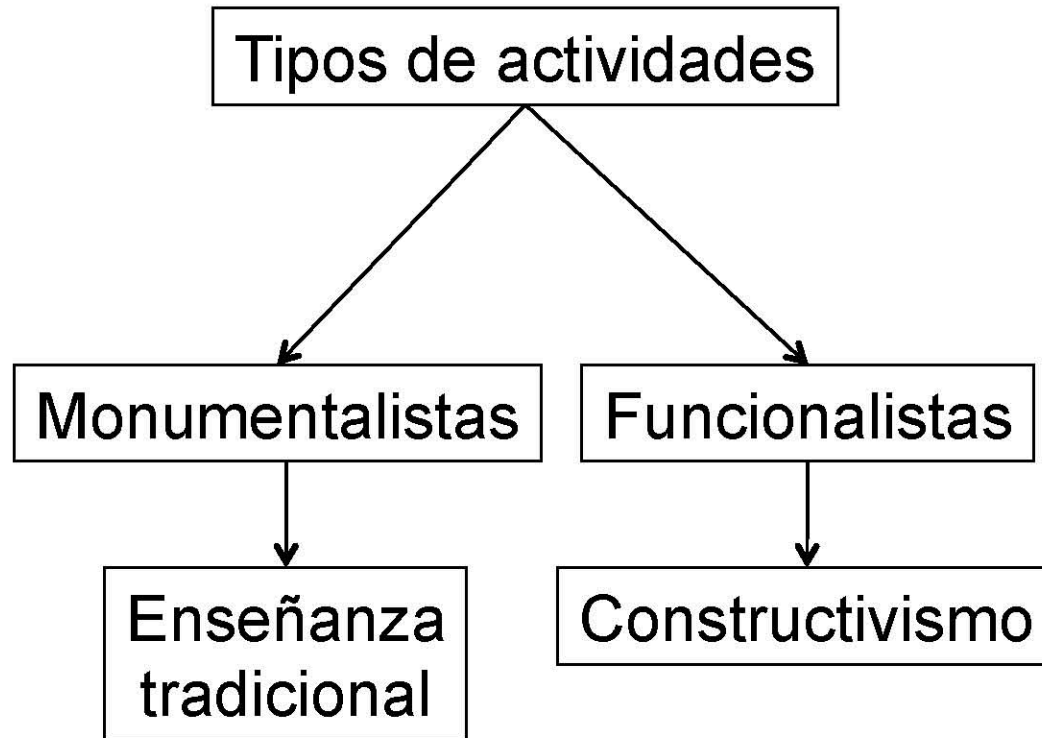 Tipos de actividades
Monumentalistas
Funcionalistas
Enseñanza
tradicional
Constructivismo